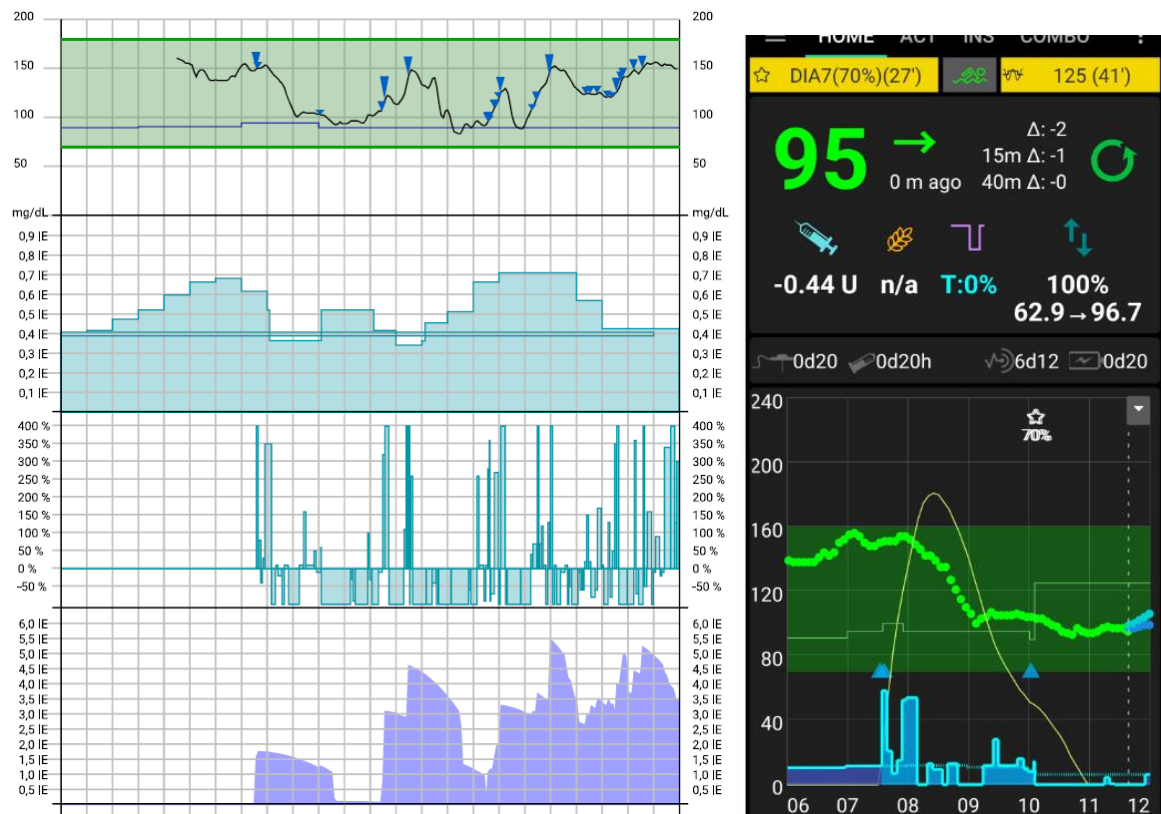 200
150
100
50
mg/dL
0,9 IE
0,8 IE
0,7 IE
0,6 IE
0,5 IE
0,4 IE
0,3 IE
0,2 IE
0,1 IE
400 %
350 %
300 %
250 %
200 %
150 %
100 %
50 %
0 %
-50 %
6,0 IE
5,5 IE
5,0 IE
4,5 IE
4,0 IE
3,5 IE
3,0 IE
2,5 IE
2,0 IE
1,5 IE
1,0 IE
0,5 IE
200
150
100
50
mg/dL
0,9 IE
0,8 IE
0,7 IE
0,6 IE
0,5 IE
0,4 IE
0,3 IE
0,2 IE
0,1 IE
400 %
350 %
300 %
250 %
200 %
150 %
100 %
50 %
0 %
-50 %
6,0 IE
5,5 IE
5,0 IE
4,5 IE
4,0 IE
3,5 IE
3,0 IE
2,5 IE
2,0 IE
1,5 IE
1,0 IE
0,5 IE
HOME ACT INS COMBO
DIA7(70%)(27') 125 (41')
95
Δ: -2
15m Δ: -1
0 m ago 40m Δ: -0
-0.44 U n/a T:0% 100%
62.9→96.7
0d20 0d20h 6d12 0d20
240
70%
200
160
120
80
40
0
06 07 08 09 10 11 12